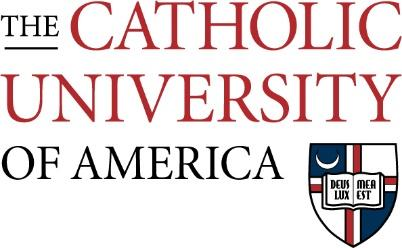 THE CATHOLIC
UNIVERSITY
OF AMERICA
DEUS MEA
LUX EST